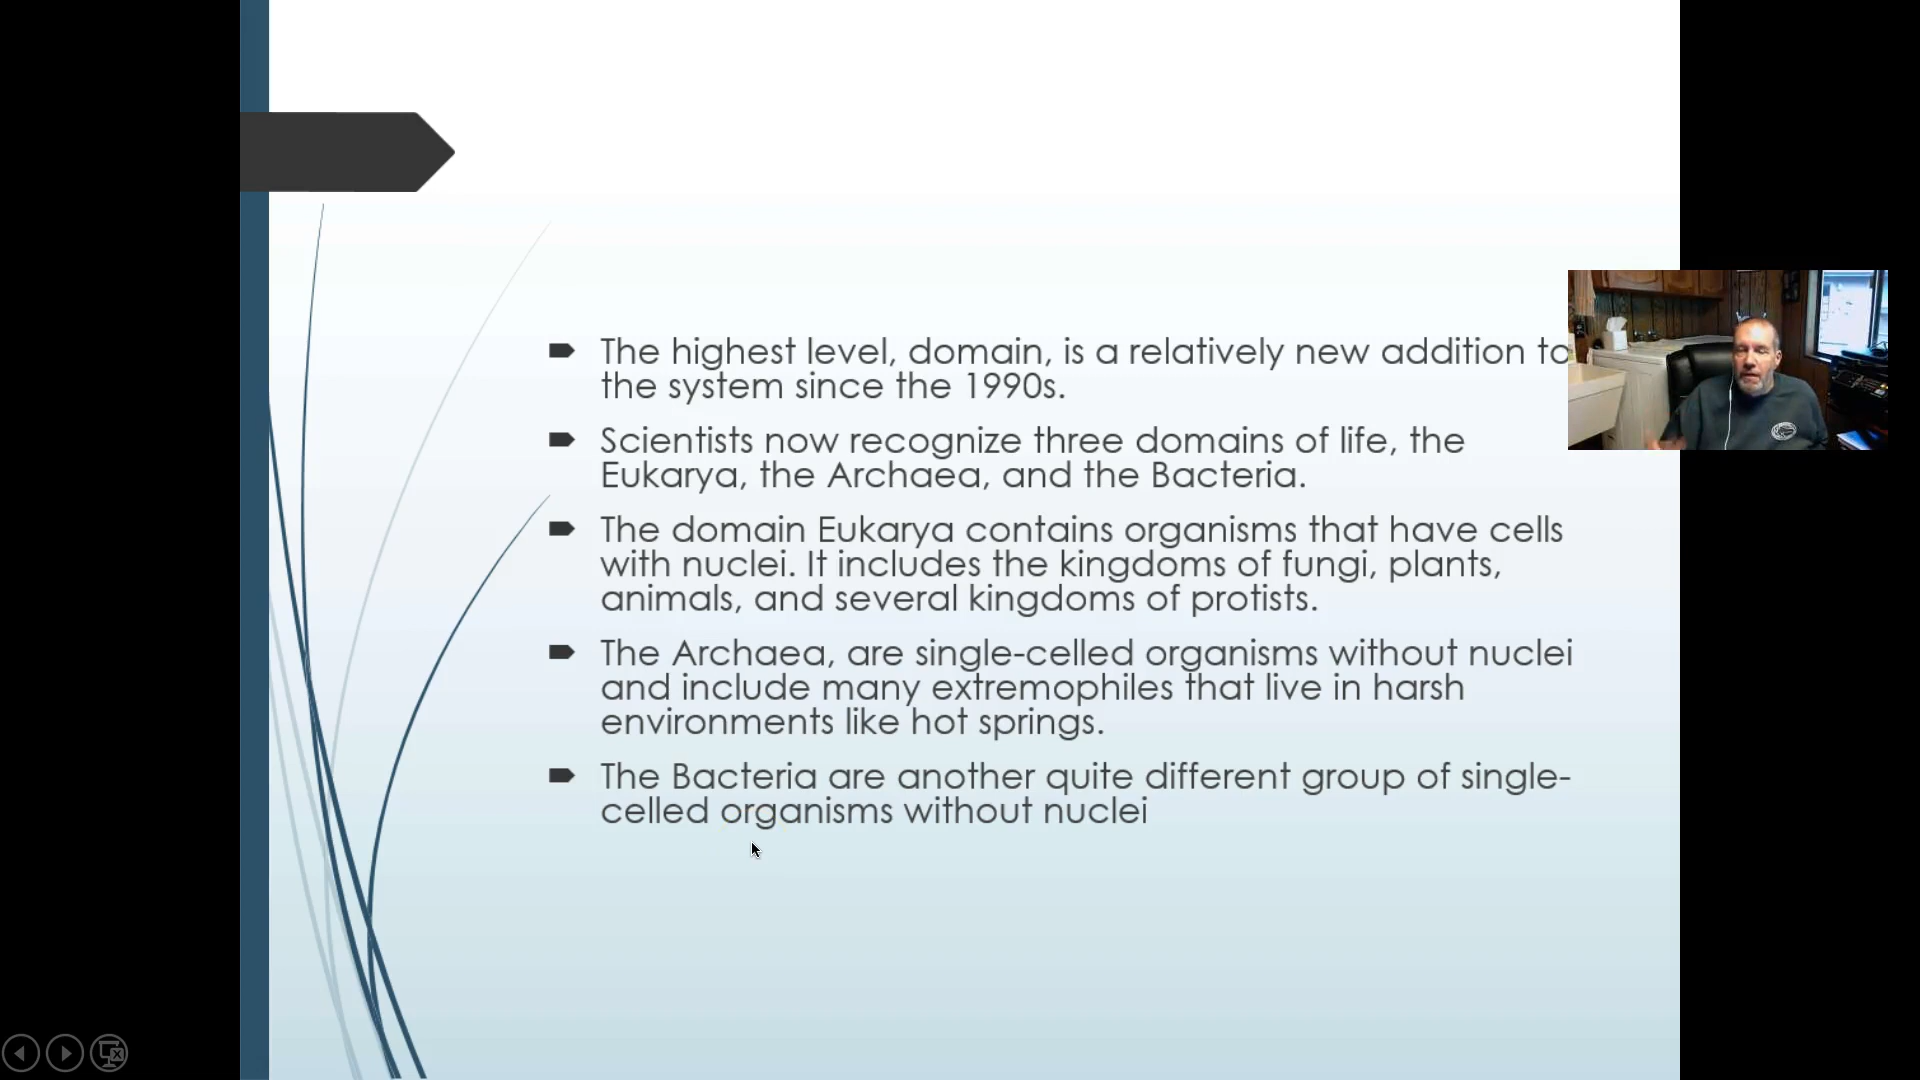 The highest level, domain, is a relatively new addition to
the system since the 1990s.
Scientists now recognize three domains of life, the
Eukarya, the Archaea, and the Bacteria.
The domain Eukarya contains organisms that have cells
with nuclei. It includes the kingdoms of fungi, plants,
animals, and several kingdoms of protists.
The Archaea, are single-celled organisms without nuclei
and include many extremophiles that live in harsh
environments like hot springs.
The Bacteria are another quite different group of single-
celled organisms without nuclei